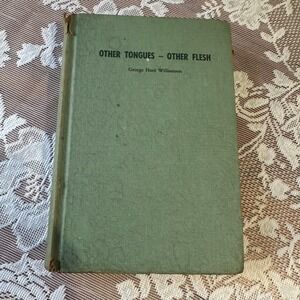 OTHER TONGUES — OTHER FLESH
George Hunt Williamson